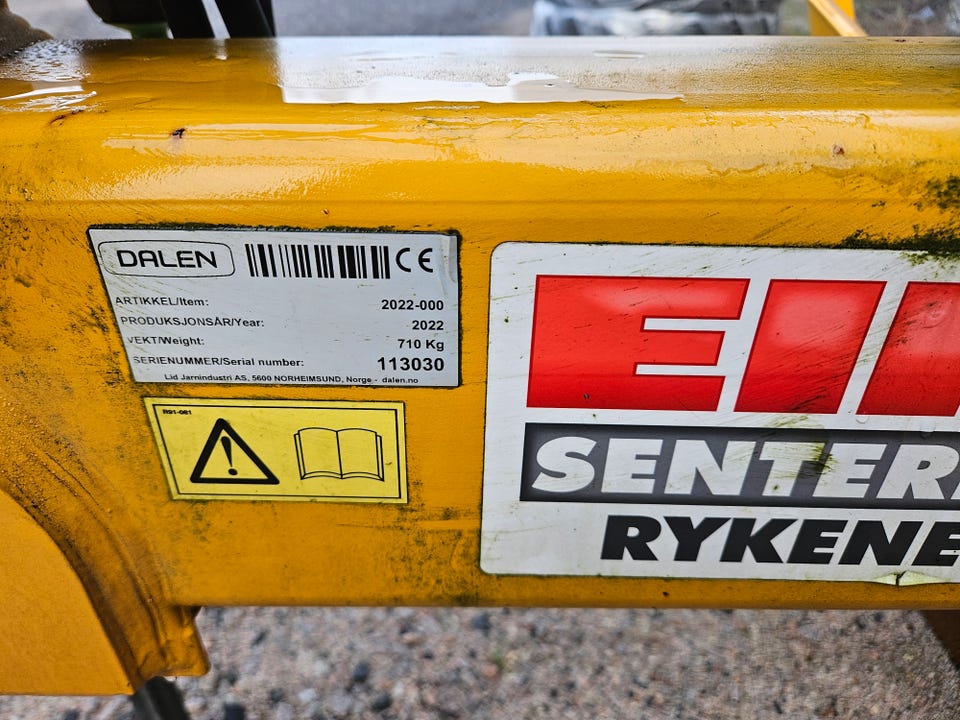 DALEN CE
ARTIKKEL/Item: 2022-000
PRODUKSJONSÅR/Year: 2022
VEKT/Weight: 710 Kg
SERIENUMMER/Serial number: 113030
Lid Jarnindustri AS, 5600 NORHEIMSUND, Norge - dalen.no
R91-081
SENTER
RYKENE